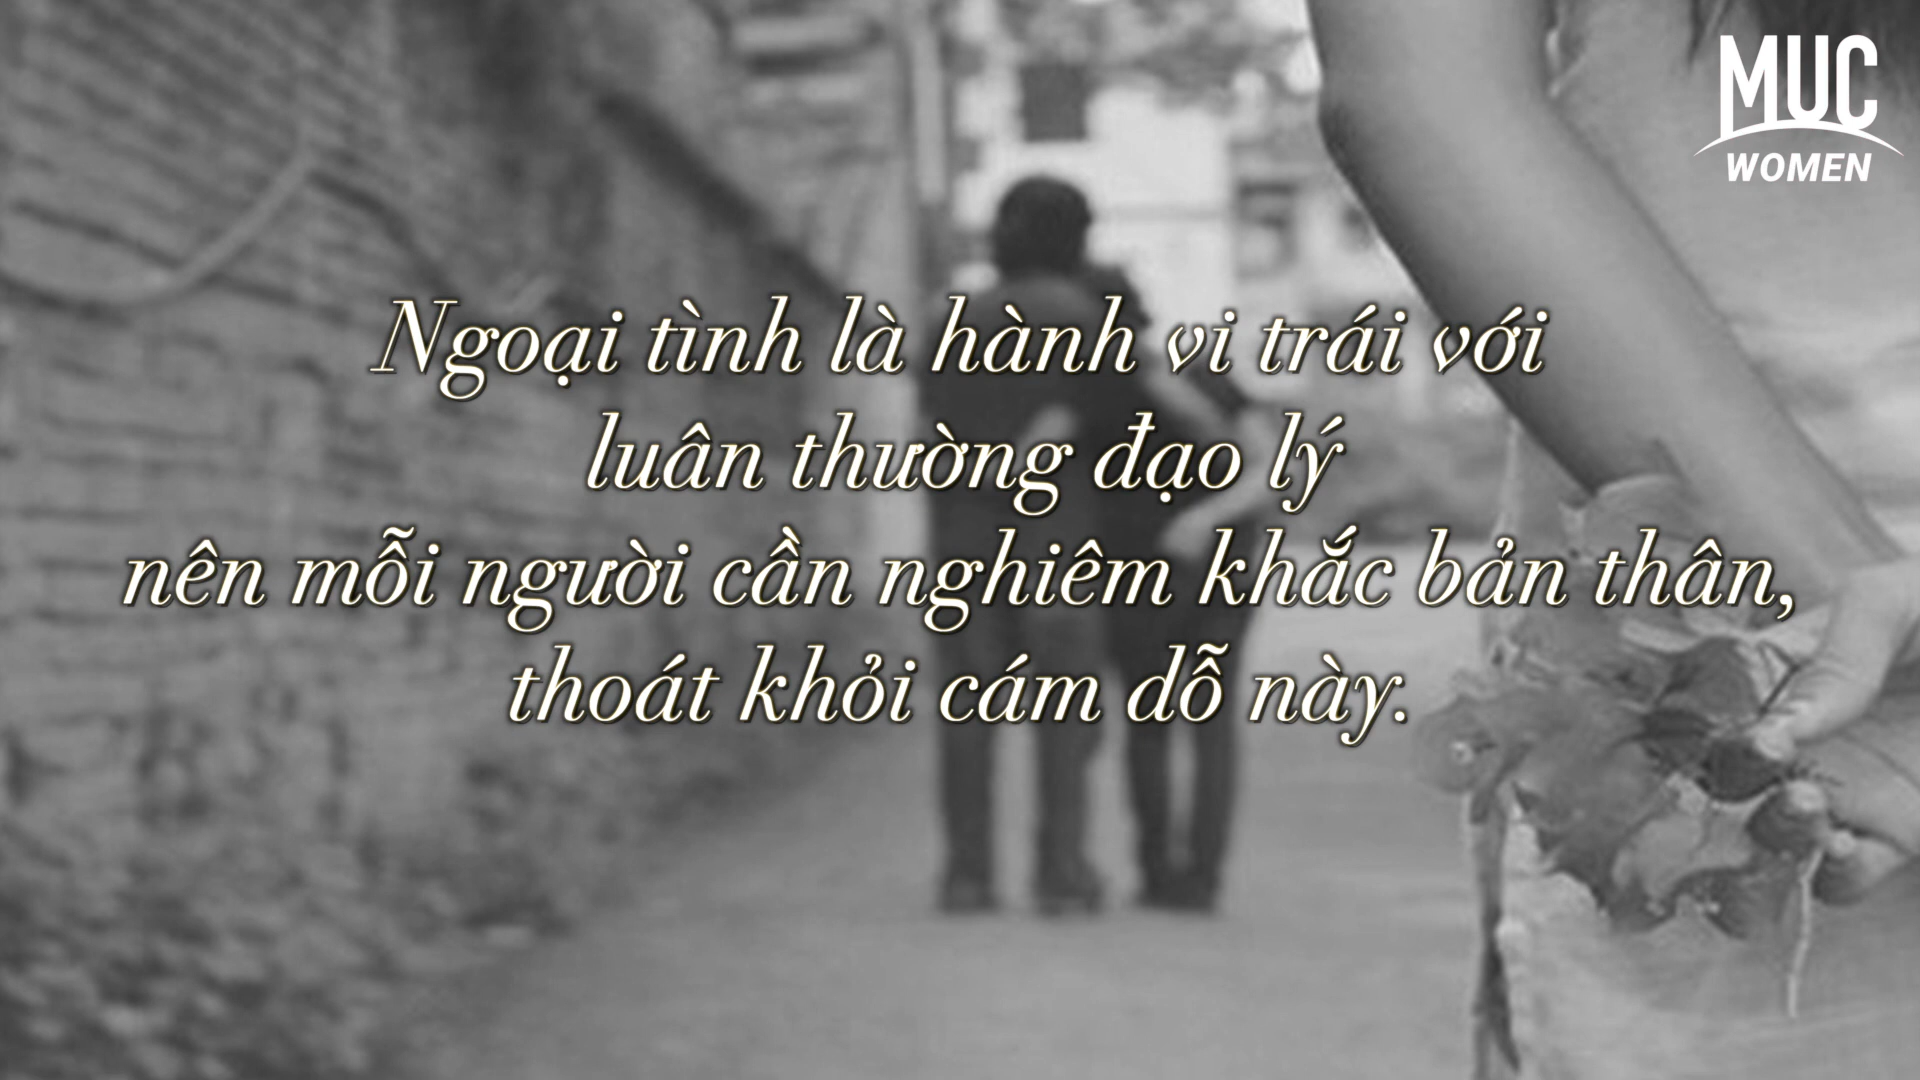 MUC
WOMEN
Ngoại tình là hành vi trái với
luân thường đạo lý
nên mỗi người cần nghiêm khắc bản thân,
thoát khỏi cám dỗ này.